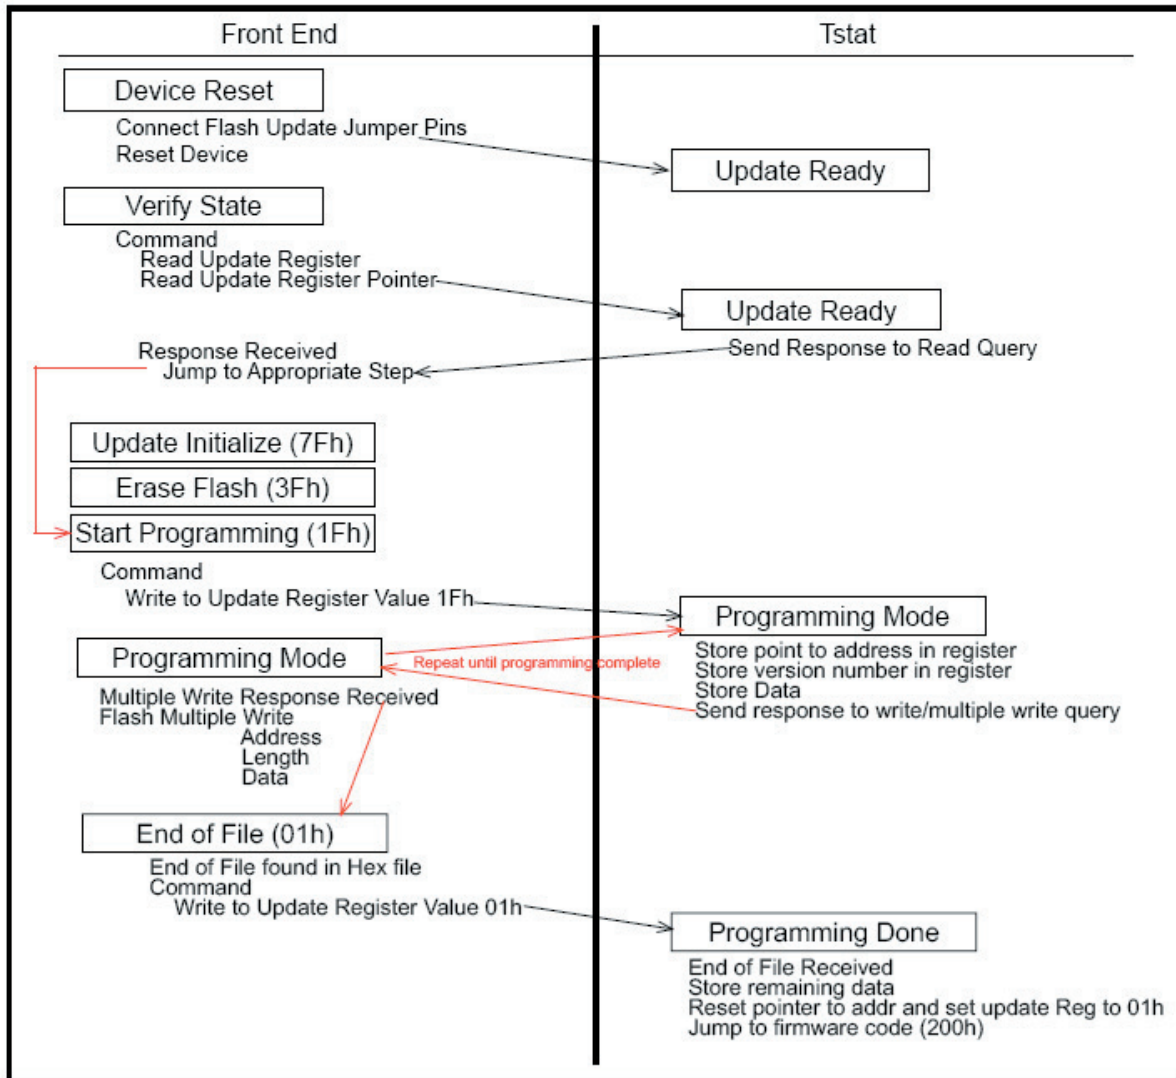 Front End
Tstat
Device Reset
Connect Flash Update Jumper Pins
Reset Device
Update Ready
Verify State
Command
Read Update Register
Read Update Register Pointer
Update Ready
Send Response to Read Query
Response Received
Jump to Appropriate Step
Update Initialize (7Fh)
Erase Flash (3Fh)
Start Programming (1Fh)
Command
Write to Update Register Value 1Fh
Programming Mode
Store point to address in register
Store version number in register
Store Data
Send response to write/multiple write query
Repeat until programming complete
Programming Mode
Multiple Write Response Received
Flash Multiple Write
Address
Length
Data
End of File (01h)
End of File found in Hex file
Command
Write to Update Register Value 01h
Programming Done
End of File Received
Store remaining data
Reset pointer to addr and set update Reg to 01h
Jump to firmware code (200h)